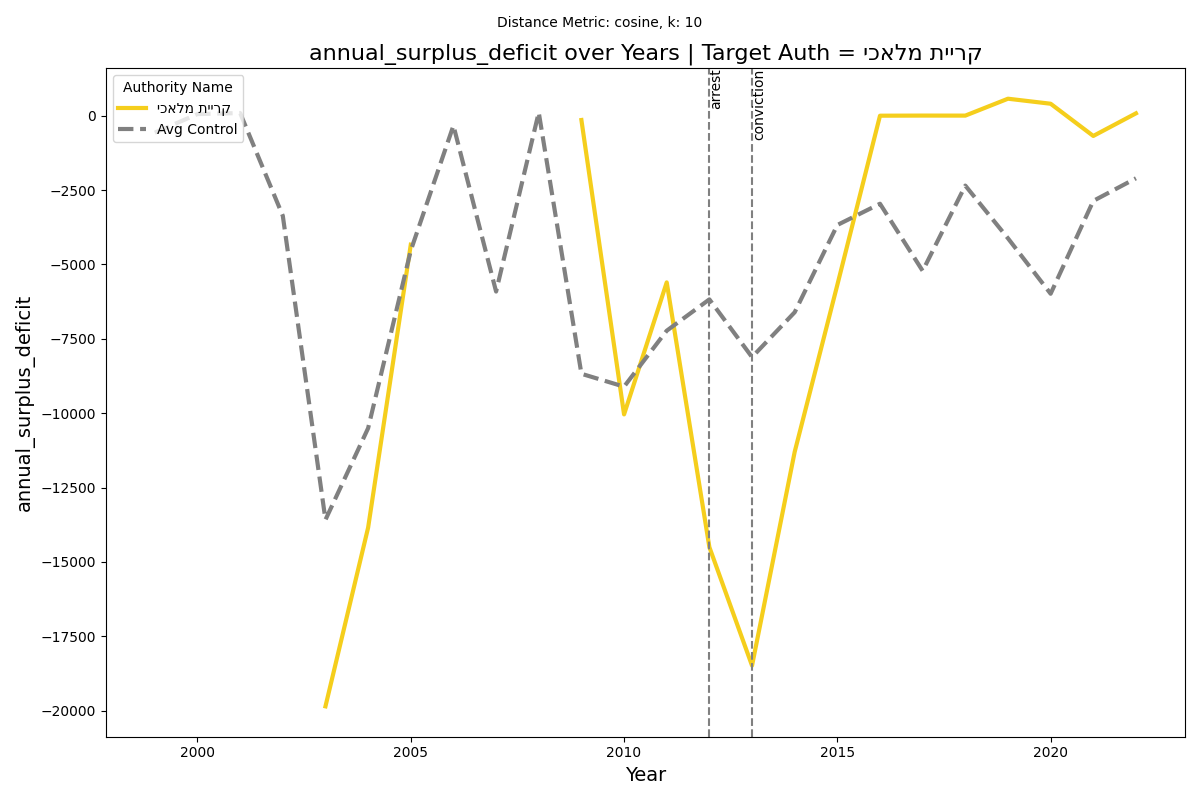 Distance Metric: cosine, k: 10
annual_surplus_deficit over Years | Target Auth = קריית מלאכי
Authority Name
קריית מלאכי
Avg Control
arrest
conviction
annual_surplus_deficit
0
−2500
−5000
−7500
−10000
−12500
−15000
−17500
−20000
2000
2005
2010
2015
2020
Year